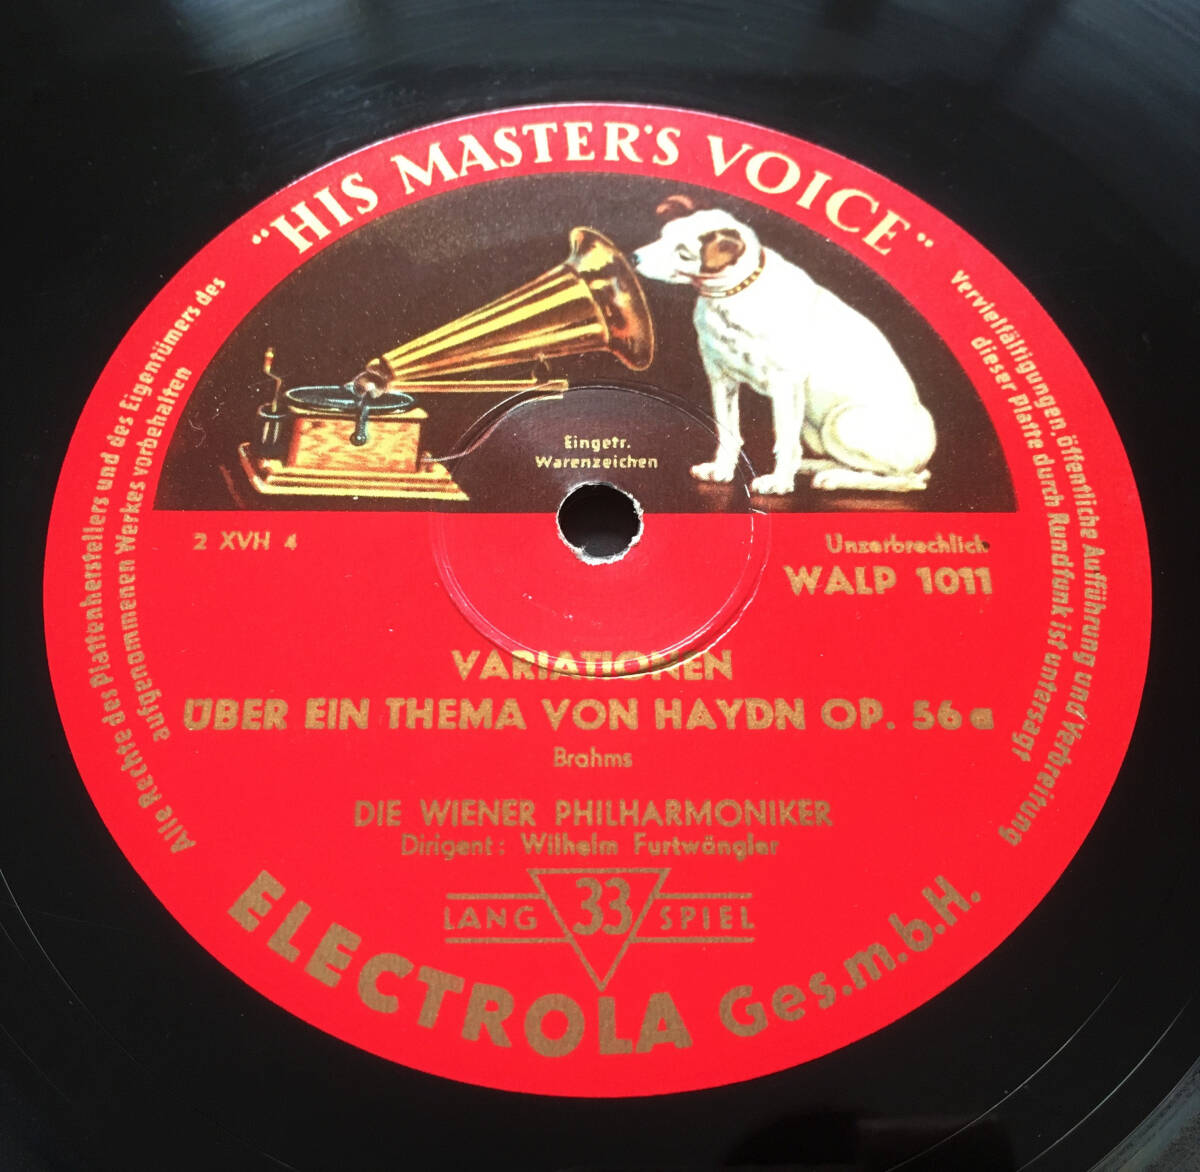 "HIS MASTER'S VOICE"
Eingetr.
Warenzeichen
2 XVH 4
Unzerbrechlich
WALP 1011
VARIATIONEN
ÜBER EIN THEMA VON HAYDN OP. 56 a
Brahms
DIE WIENER PHILHARMONIKER
Dirigent: Wilhelm Furtwängler
LANG 33 SPIEL
ELECTROLA Ges.m.b.H.
Alle Rechte des Plattenherstellers und des Eigentümers des
aufgenommenen Werkes vorbehalten
Vervielfältigungen, öffentliche Aufführung und Verbreitung
dieser Platte durch Rundfunk ist untersagt